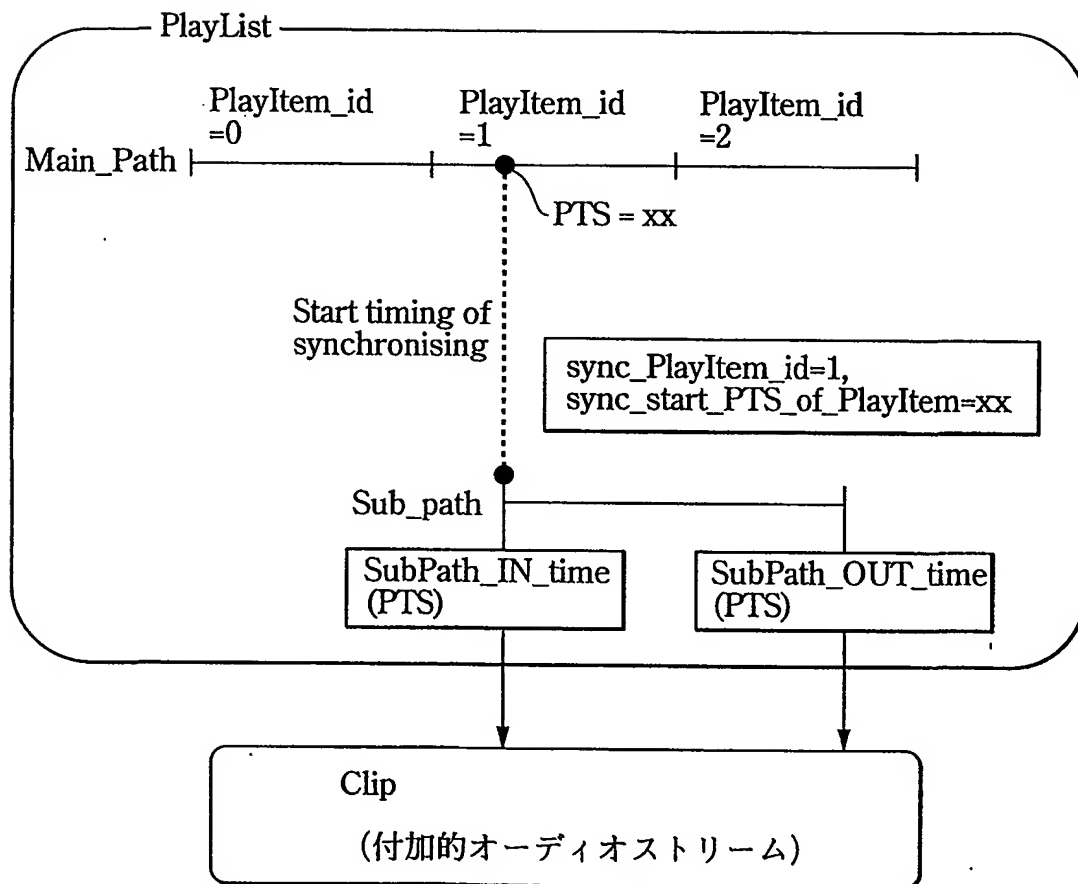 PlayList
PlayItem_id
=0
PlayItem_id
=1
PlayItem_id
=2
Main_Path
PTS = xx
Start timing of
synchronising
sync_PlayItem_id=1,
sync_start_PTS_of_PlayItem=xx
Sub_path
SubPath_IN_time
(PTS)
SubPath_OUT_time
(PTS)
Clip
(付加的オーディオストリーム)